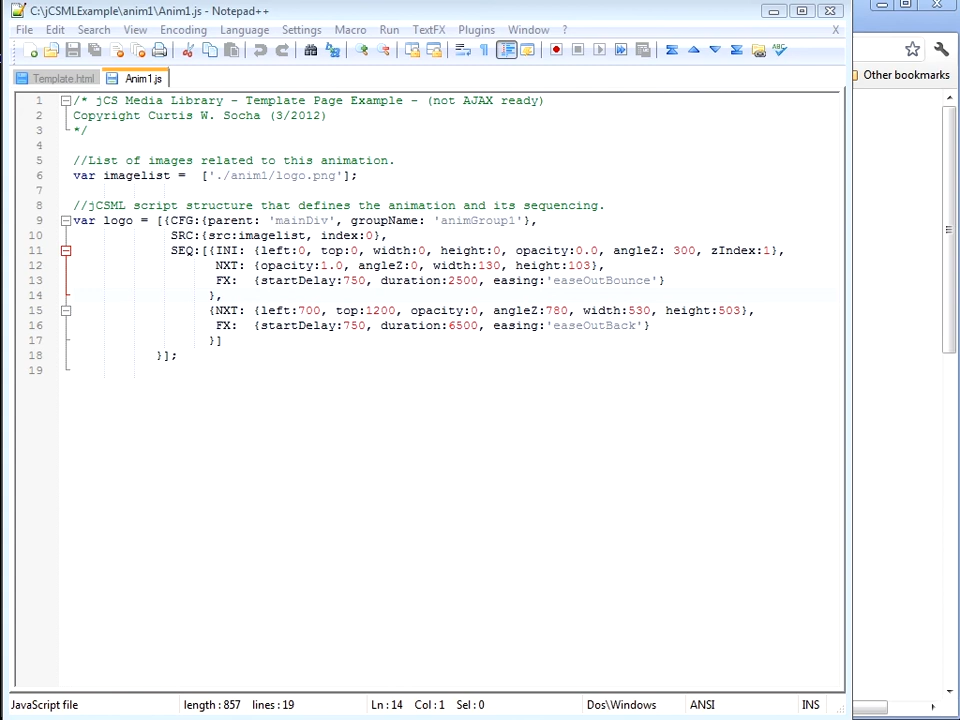 C:\jCSMLExample\anim1\Anim1.js - Notepad++
File Edit Search View Encoding Language Settings Macro Run TextFX Plugins Window ? X
Other bookmarks
Template.html Anim1.js
1 /* jCS Media Library - Template Page Example - (not AJAX ready)
2 Copyright Curtis W. Socha (3/2012)
3 */
4
5 //List of images related to this animation.
6 var imagelist = ['./anim1/logo.png'];
7
8 //jCSML script structure that defines the animation and its sequencing.
9 var logo = [{CFG:{parent: 'mainDiv', groupName: 'animGroup1'},
10 SRC:{src:imagelist, index:0},
11 SEQ:[{INI: {left:0, top:0, width:0, height:0, opacity:0.0, angleZ: 300, zIndex:1},
12 NXT: {opacity:1.0, angleZ:0, width:130, height:103},
13 FX: {startDelay:750, duration:2500, easing:'easeOutBounce'}
14 },
15 {NXT: {left:700, top:1200, opacity:0, angleZ:780, width:530, height:503},
16 FX: {startDelay:750, duration:6500, easing:'easeOutBack'}
17 }]
18 }];
19
JavaScript file length : 857 lines : 19 Ln : 14 Col : 1 Sel : 0 Dos\Windows ANSI INS